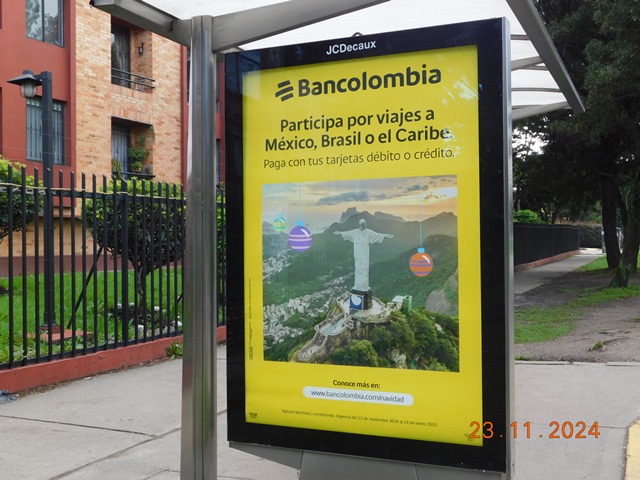 JCDecaux
Bancolombia
Participa por viajes a
México, Brasil o el Caribe.
Paga con tus tarjetas débito o crédito.
Conoce más en:
www.bancolombia.com/navidad
23.11.2024